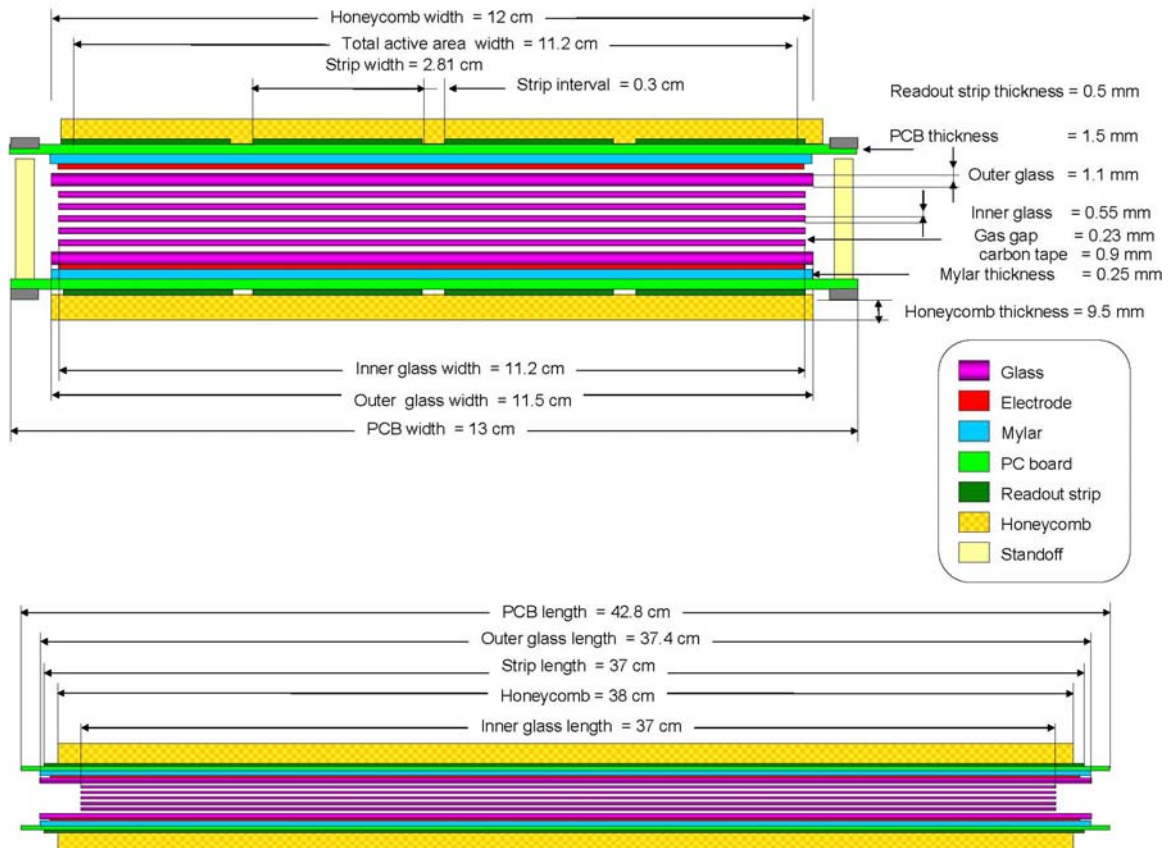 Honeycomb width = 12 cm
Total active area width = 11.2 cm
Strip width = 2.81 cm
Strip interval = 0.3 cm
Readout strip thickness = 0.5 mm
PCB thickness = 1.5 mm
Outer glass = 1.1 mm
Inner glass = 0.55 mm
Gas gap = 0.23 mm
carbon tape = 0.9 mm
Mylar thickness = 0.25 mm
Honeycomb thickness = 9.5 mm
Inner glass width = 11.2 cm
Outer glass width = 11.5 cm
PCB width = 13 cm
Glass
Electrode
Mylar
PC board
Readout strip
Honeycomb
Standoff
PCB length = 42.8 cm
Outer glass length = 37.4 cm
Strip length = 37 cm
Honeycomb = 38 cm
Inner glass length = 37 cm